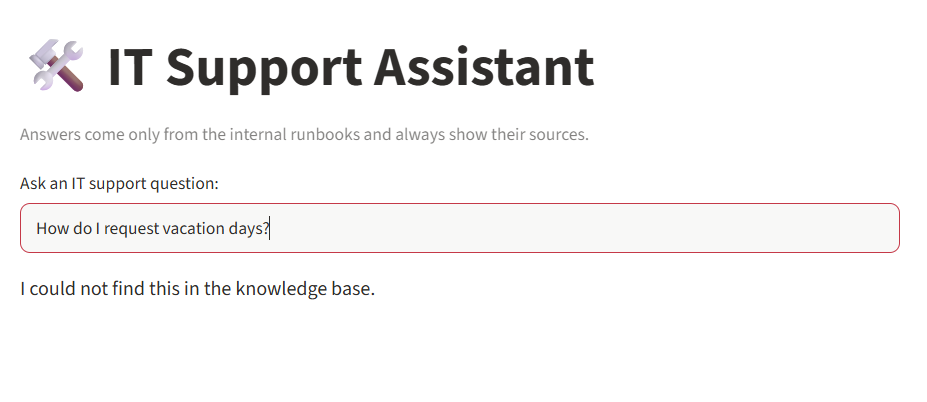 IT Support Assistant
Answers come only from the internal runbooks and always show their sources.
Ask an IT support question:
How do I request vacation days?
I could not find this in the knowledge base.